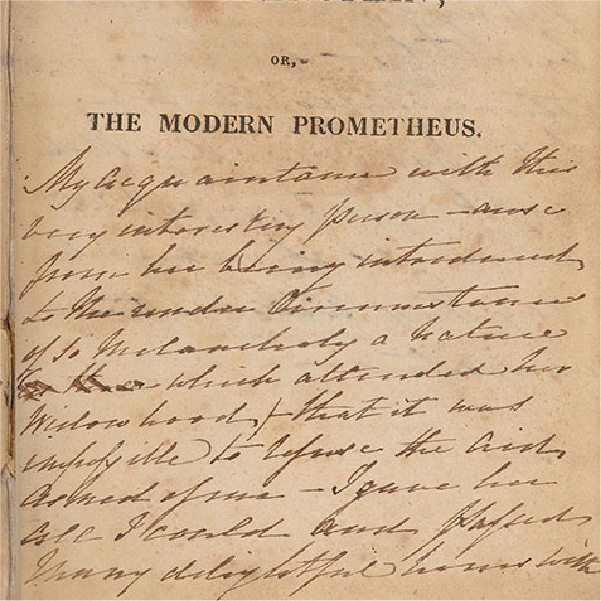 OR,
THE MODERN PROMETHEUS.
My acquaintance with this
very interesting person – arose
from her being introduced
to me under Circumstances
of so Melancholy a Nature
which attended her
Widowhood) that it was
impossible to refuse the aid
asked of me – I gave her
all I could and passed
Many delightful hours with